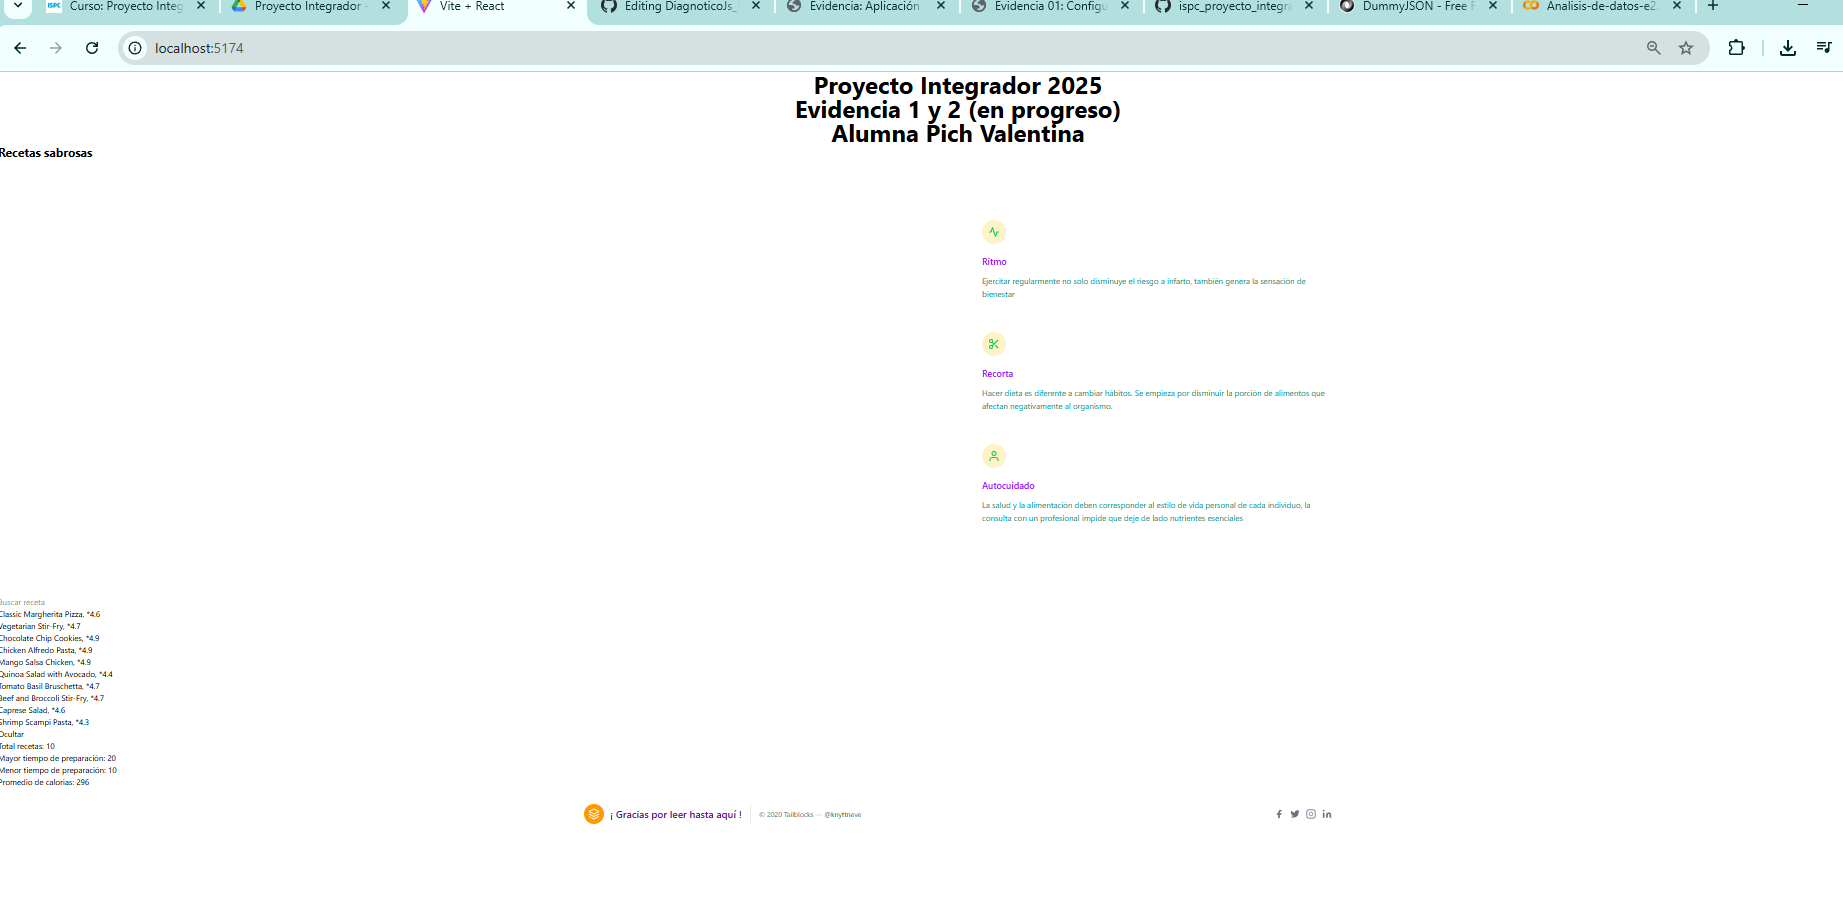 Curso: Proyecto Integ
Proyecto Integrador -
Vite + React
Editing DiagnoticoJs_
Evidencia: Aplicación
Evidencia 01: Configu
ispc_proyecto_integra
DummyJSON - Free F
Analisis-de-datos-e2.
localhost:5174
Proyecto Integrador 2025
Evidencia 1 y 2 (en progreso)
Alumna Pich Valentina
Recetas sabrosas
Ritmo
Ejercitar regularmente no solo disminuye el riesgo a infarto, también genera la sensación de
bienestar
Recorta
Hacer dieta es diferente a cambiar hábitos. Se empieza por disminuir la porción de alimentos que
afectan negativamente al organismo.
Autocuidado
La salud y la alimentación deben corresponder al estilo de vida personal de cada individuo, la
consulta con un profesional impide que deje de lado nutrientes esenciales
Buscar receta
Classic Margherita Pizza, *4.6
Vegetarian Stir-Fry, *4.7
Chocolate Chip Cookies, *4.9
Chicken Alfredo Pasta, *4.9
Mango Salsa Chicken, *4.9
Quinoa Salad with Avocado, *4.4
Tomato Basil Bruschetta, *4.7
Beef and Broccoli Stir-Fry, *4.7
Caprese Salad, *4.6
Shrimp Scampi Pasta, *4.3
Ocultar
Total recetas: 10
Mayor tiempo de preparación: 20
Menor tiempo de preparación: 10
Promedio de calorias: 296
¡ Gracias por leer hasta aquí !
© 2020 Tailblocks — @knyttneve